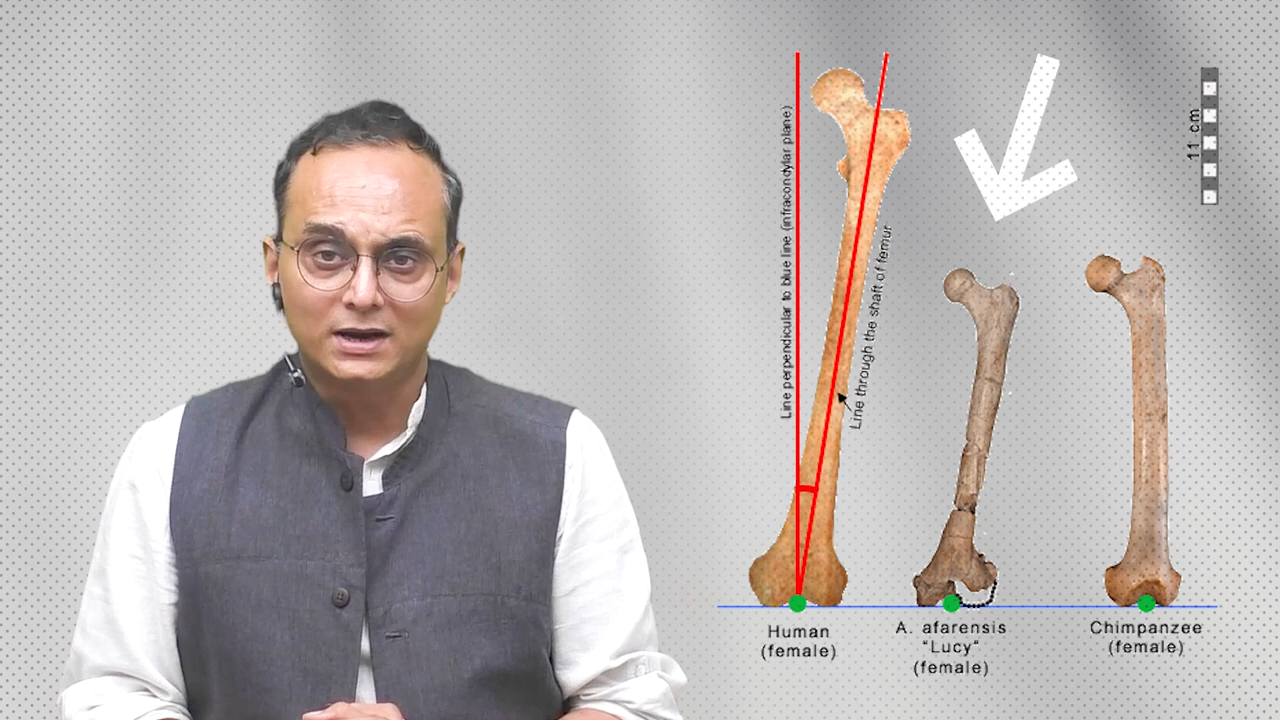 Line perpendicular to blue line (infracondylar plane)
Line through the shaft of femur
11 cm
Human
(female)
A. afarensis
"Lucy"
(female)
Chimpanzee
(female)